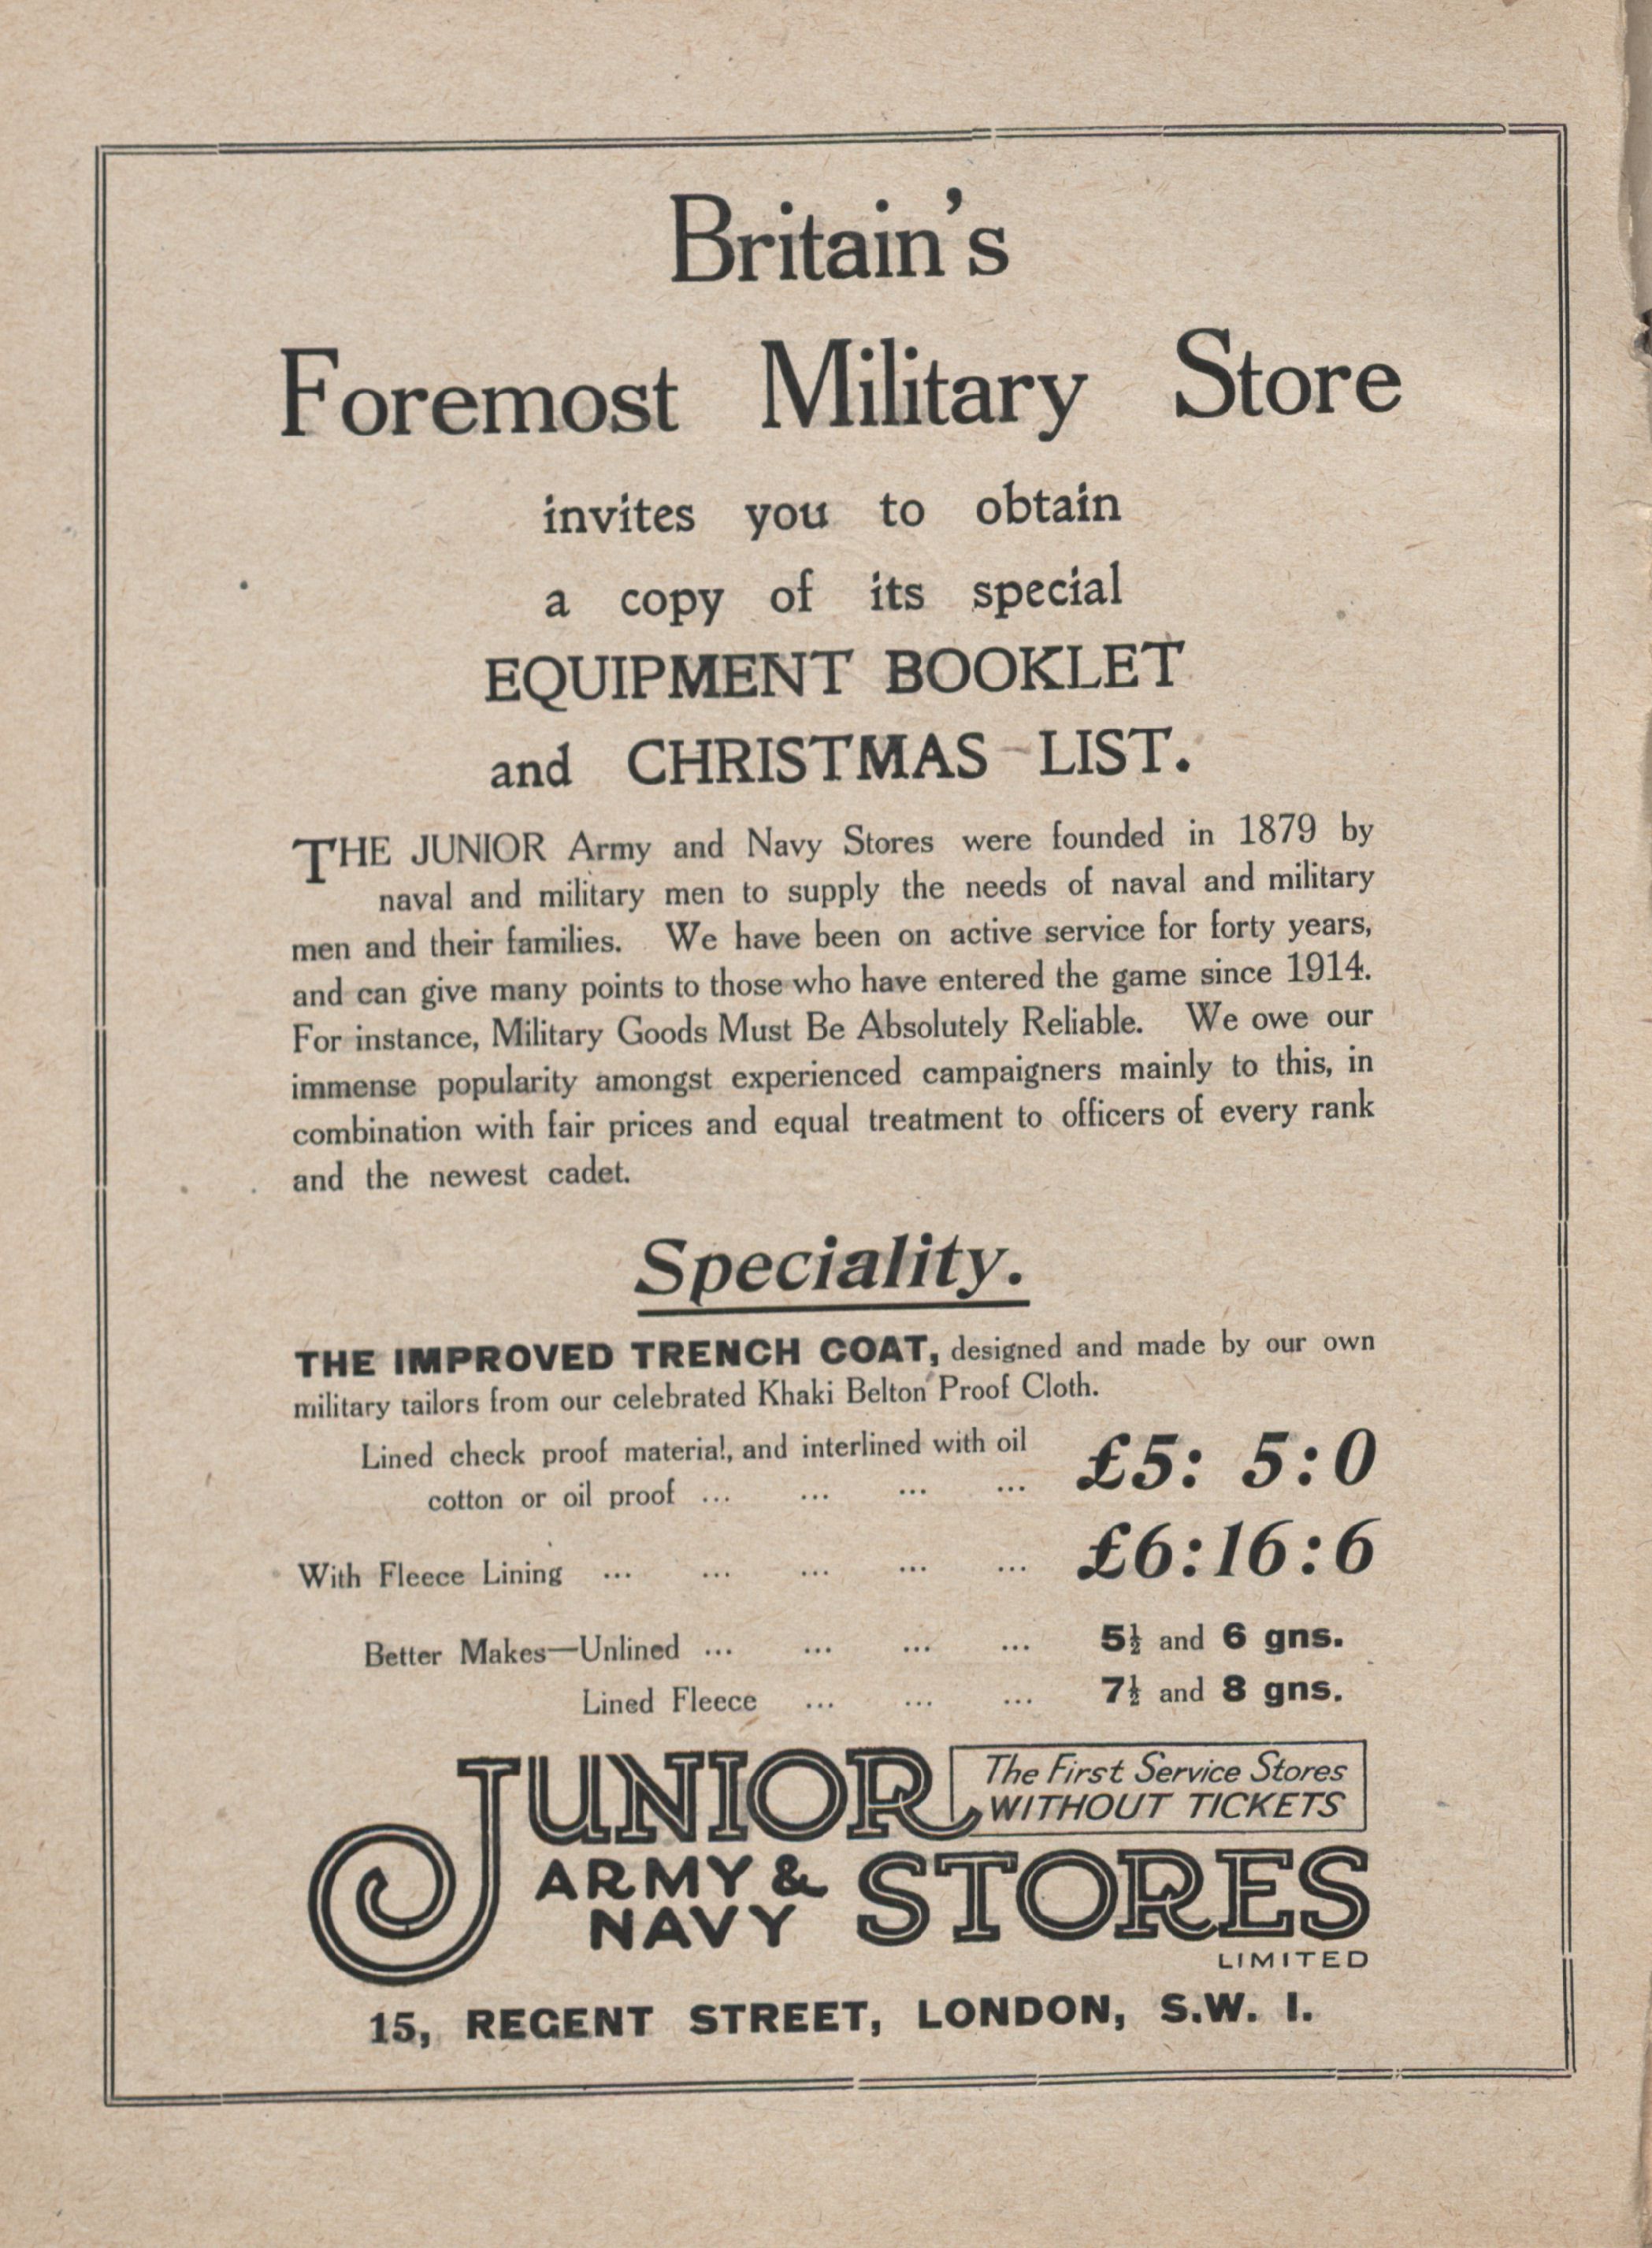 Britain's
Foremost Military Store
invites you to obtain
a copy of its special
EQUIPMENT BOOKLET
and CHRISTMAS LIST.
THE JUNIOR Army and Navy Stores were founded in 1879 by
naval and military men to supply the needs of naval and military
men and their families. We have been on active service for forty years,
and can give many points to those who have entered the game since 1914.
For instance, Military Goods Must Be Absolutely Reliable. We owe our
immense popularity amongst experienced campaigners mainly to this, in
combination with fair prices and equal treatment to officers of every rank
and the newest cadet.
Speciality.
THE IMPROVED TRENCH COAT, designed and made by our own
military tailors from our celebrated Khaki Belton Proof Cloth.
Lined check proof material, and interlined with oil
cotton or oil proof ... ... ... ... £5: 5:0
With Fleece Lining ... ... ... ... ... £6:16:6
Better Makes—Unlined ... ... ... ... 5½ and 6 gns.
Lined Fleece ... ... ... 7½ and 8 gns.
JUNIOR The First Service Stores
WITHOUT TICKETS
ARMY & NAVY STORES
LIMITED
15, REGENT STREET, LONDON, S.W. 1.